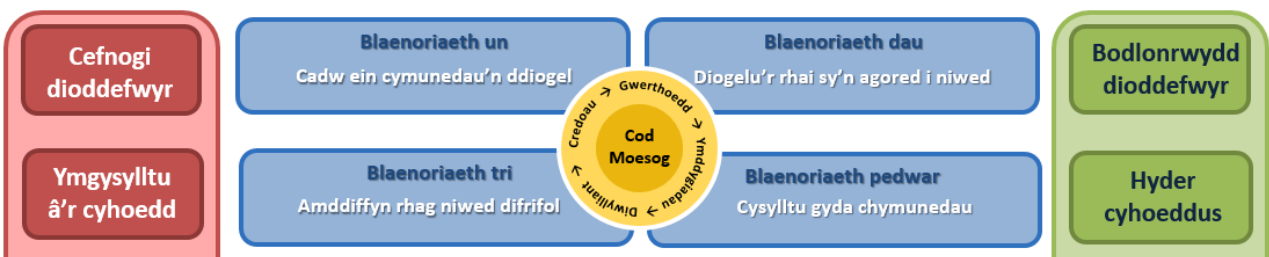 Cefnogi
dioddefwyr
Ymgysylltu
â'r cyhoedd
Blaenoriaeth un
Cadw ein cymunedau'n ddiogel
Blaenoriaeth dau
Diogelu'r rhai sy'n agored i niwed
Blaenoriaeth tri
Amddiffyn rhag niwed difrifol
Blaenoriaeth pedwar
Cysylltu gyda chymunedau
Credoau → Gwerthoedd → Ymddygiadau → Diwylliant →
Cod
Moesog
Bodlonrwydd
dioddefwyr
Hyder
cyhoeddus